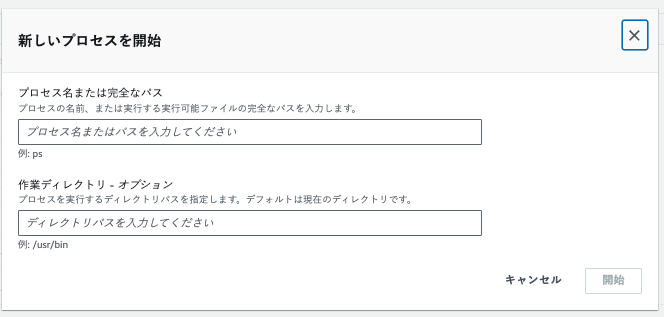 新しいプロセスを開始
プロセス名または完全なパス
プロセスの名前、または実行する実行可能ファイルの完全なパスを入力します。
プロセス名またはパスを入力してください
例: ps
作業ディレクトリ - オプション
プロセスを実行するディレクトリパスを指定します。デフォルトは現在のディレクトリです。
ディレクトリパスを入力してください
例: /usr/bin
キャンセル 開始